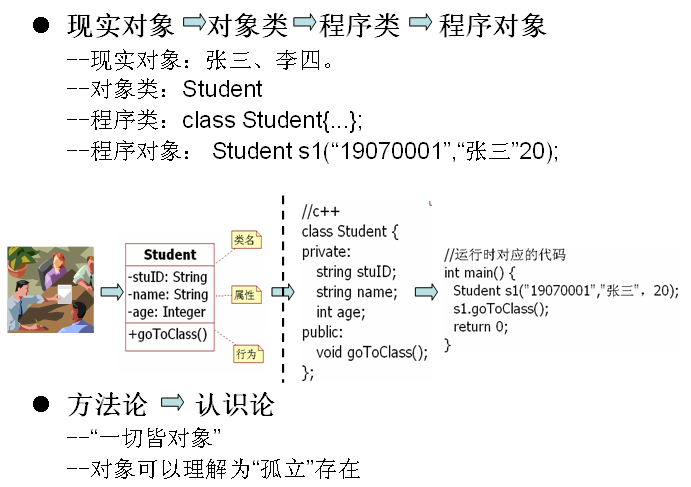 ● 现实对象 ⇨ 对象类 ⇨ 程序类 ⇨ 程序对象
--现实对象：张三、李四。
--对象类：Student
--程序类：class Student{...};
--程序对象： Student s1(“19070001”,“张三”20);
Student
-stuID: String
-name: String
-age: Integer
+goToClass()
类名
属性
行为
//c++
class Student {
private:
string stuID;
string name;
int age;
public:
void goToClass();
};
//运行时对应的代码
int main() {
Student s1("19070001","张三"，20);
s1.goToClass();
return 0;
}
● 方法论 ⇨ 认识论
--“一切皆对象”
--对象可以理解为“孤立”存在